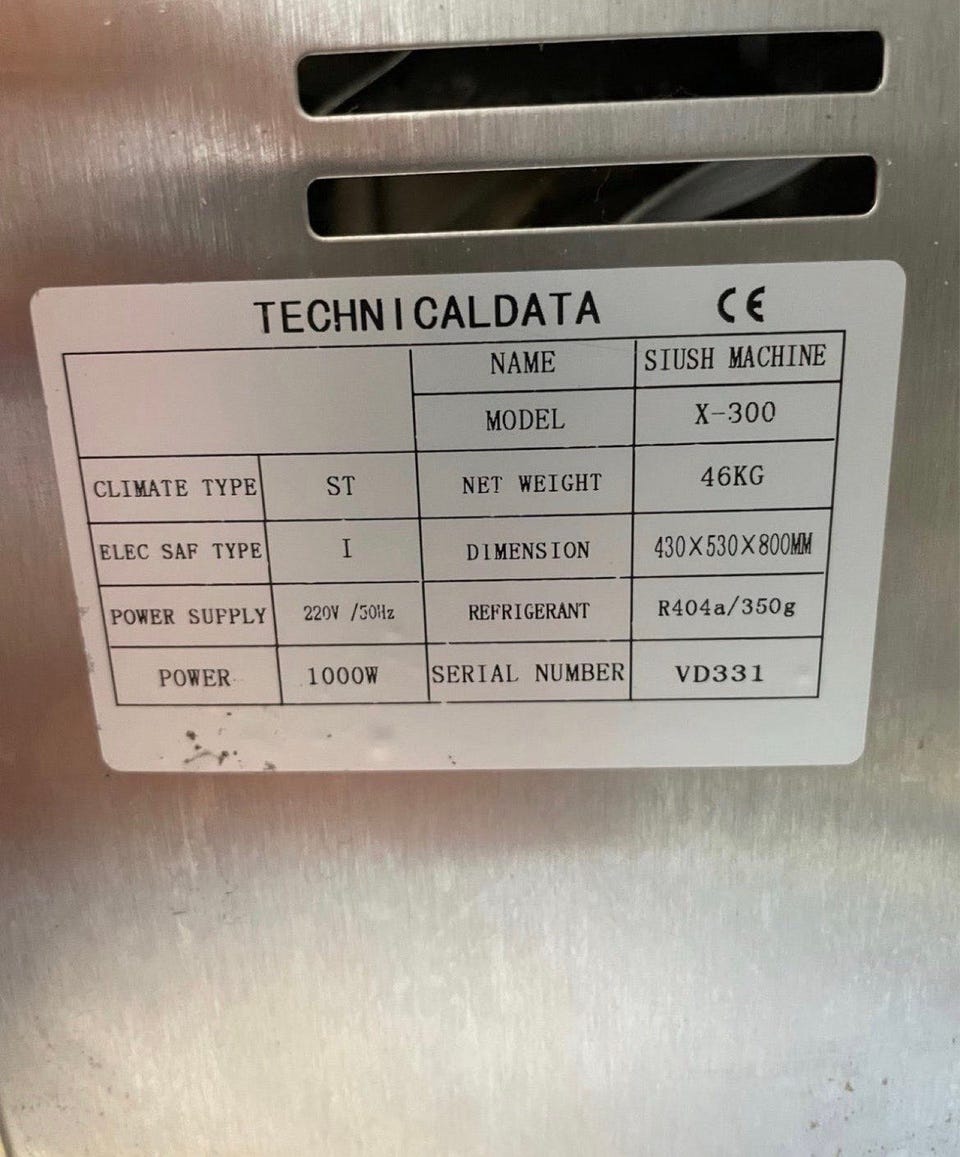 TECHNICALDATA CE
NAME SIUSH MACHINE
MODEL X-300
CLIMATE TYPE ST NET WEIGHT 46KG
ELEC SAF TYPE I DIMENSION 430X530X800MM
POWER SUPPLY 220V /50Hz REFRIGERANT R404a/350g
POWER 1000W SERIAL NUMBER VD331